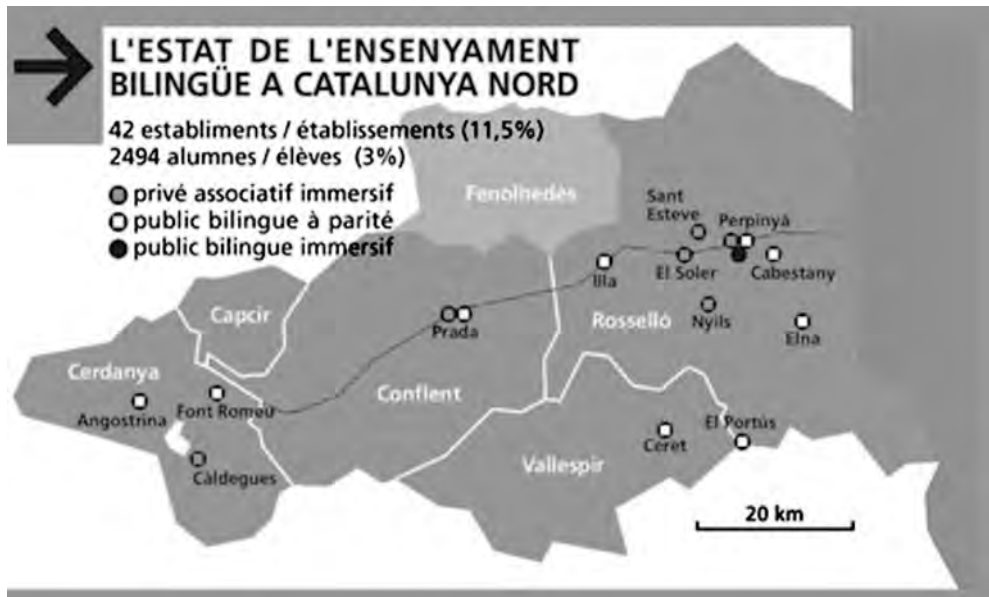 L'ESTAT DE L'ENSENYAMENT
BILINGÜE A CATALUNYA NORD
42 establiments / établissements (11,5%)
2494 alumnes / élèves (3%)
privé associatif immersif
public bilingue à parité
public bilingue immersif
Fenolhedès
Sant
Esteve
Perpinyà
Illa
El Soler
Cabestany
Capcir
Prada
Rosselló
Nyils
Elna
Cerdanya
Conflent
Angostrina
Font Romeu
Ceret
El Portús
Càldegues
Vallespir
20 km